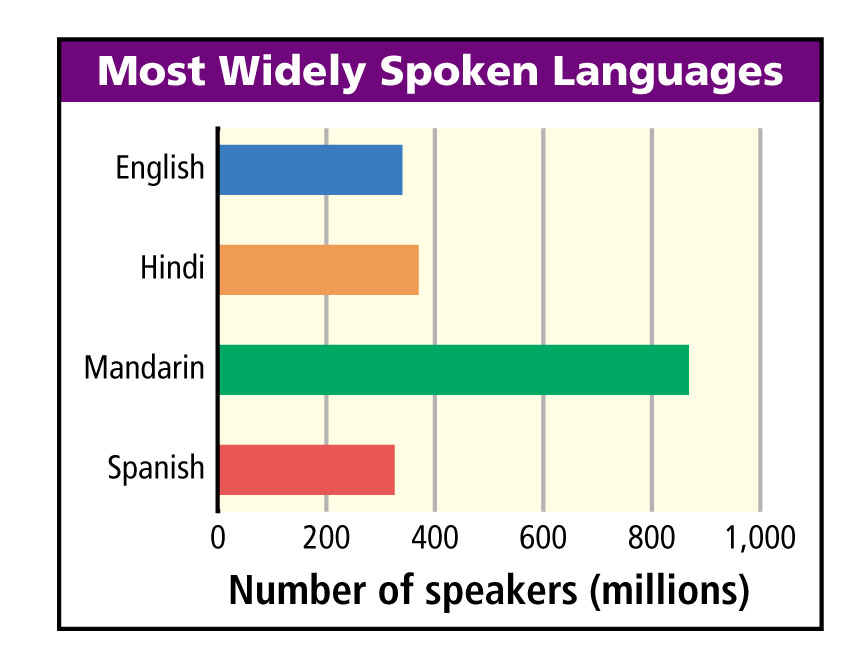 Most Widely Spoken Languages
English
Hindi
Mandarin
Spanish
0 200 400 600 800 1,000
Number of speakers (millions)